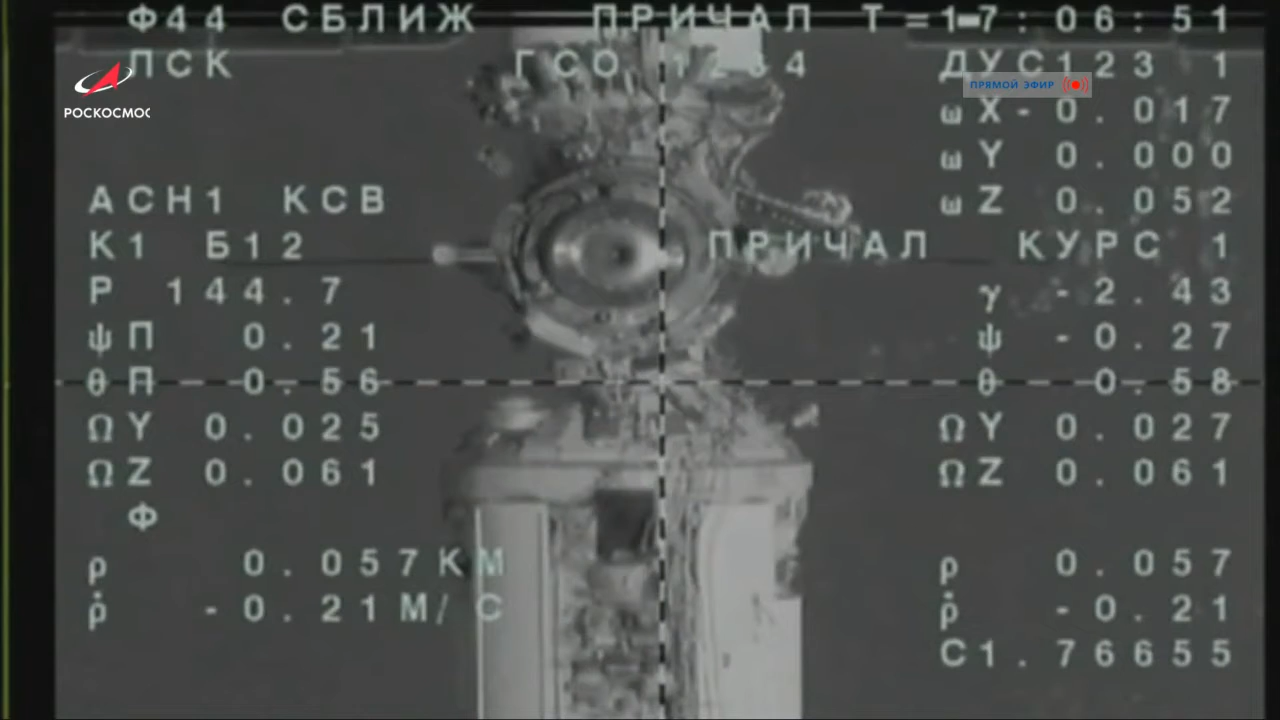 Ф44 СБЛИЖ ПРИЧАЛ Т=17:06:51
ЛСК ГСО 1264 ДУС123 1
РОСКОСМОС
ПРЯМОЙ ЭФИР
ωX-0.017
ωY 0.000
АСН1 КСВ ωZ 0.052
К1 Б12 ПРИЧАЛ КУРС 1
Р 144.7 γ -2.43
ψП 0.21 ψ -0.27
θП 0.56 θ 0.58
ΩY 0.025 ΩY 0.027
ΩZ 0.061 ΩZ 0.061
Ф
ρ 0.057КМ ρ 0.057
ρ̇ -0.21М/С ρ̇ -0.21
С1.76655